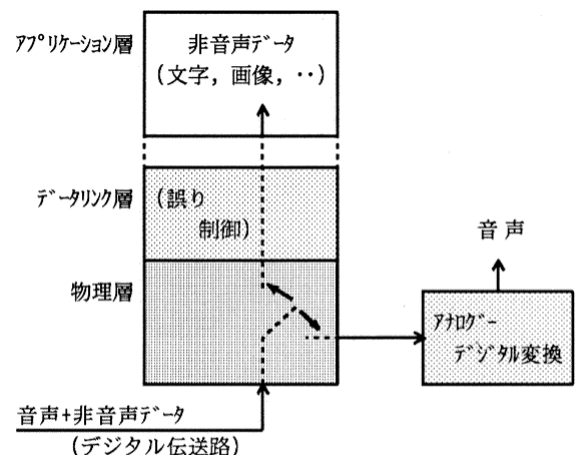 アプリケーション層
非音声データ
(文字，画像，‥)
データリンク層
(誤り
制御)
物理層
音声
アナログー
デジタル変換
音声+非音声データ
(デジタル伝送路)